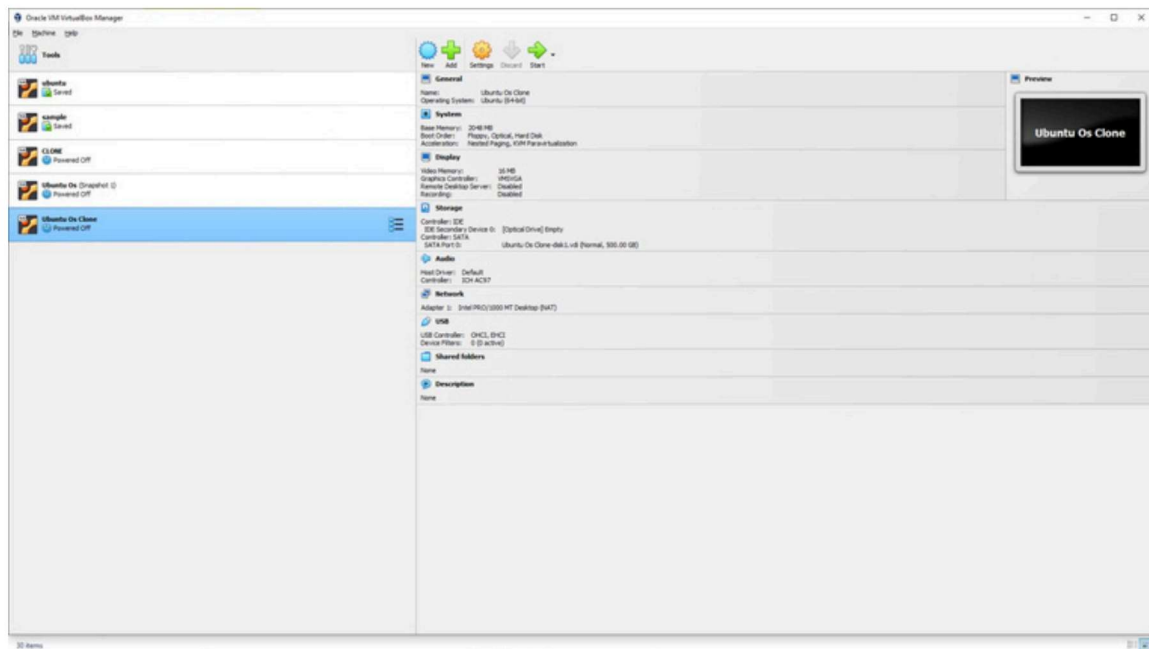 Oracle VM VirtualBox Manager
File Machine Help
Tools
ubuntu
Saved
sample
Saved
CLONE
Powered Off
Ubuntu Os (Snapshot 1)
Powered Off
Ubuntu Os Clone
Powered Off
New Add Settings Discard Start
General
Name: Ubuntu Os Clone
Operating System: Ubuntu (64-bit)
System
Base Memory: 2048 MB
Boot Order: Floppy, Optical, Hard Disk
Acceleration: Nested Paging, KVM Paravirtualization
Display
Video Memory: 16 MB
Graphics Controller: VMSVGA
Remote Desktop Server: Disabled
Recording: Disabled
Storage
Controller: IDE
IDE Secondary Device 0: [Optical Drive] Empty
Controller: SATA
SATA Port 0: Ubuntu Os Clone-disk1.vdi (Normal, 500.00 GB)
Audio
Host Driver: Default
Controller: ICH AC97
Network
Adapter 1: Intel PRO/1000 MT Desktop (NAT)
USB
USB Controller: OHCI, EHCI
Device Filters: 0 (0 active)
Shared folders
None
Description
None
Preview
Ubuntu Os Clone
30 items